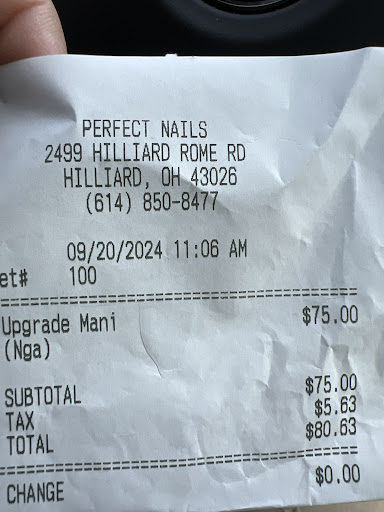 PERFECT NAILS
2499 HILLIARD ROME RD
HILLIARD, OH 43026
(614) 850-8477
09/20/2024 11:06 AM
et# 100
================================================
Upgrade Mani $75.00
(Nga)
SUBTOTAL $75.00
TAX $5.63
TOTAL $80.63
================================================
CHANGE $0.00